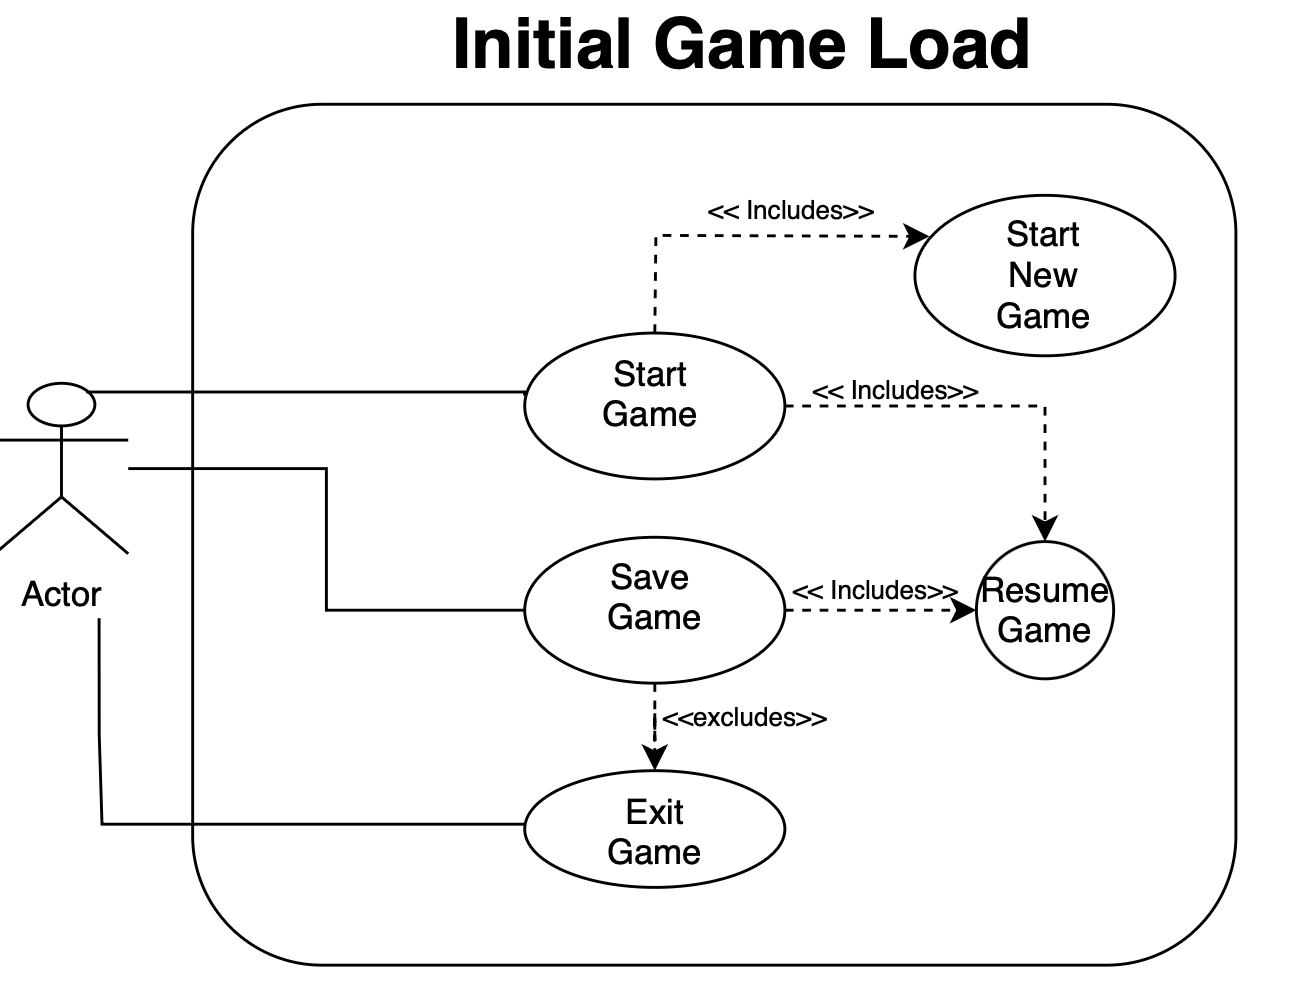 Initial Game Load
<< Includes>>
Start
New
Game
Start
Game
<< Includes>>
Actor
Save
Game
<< Includes>>
Resume
Game
<<excludes>>
Exit
Game